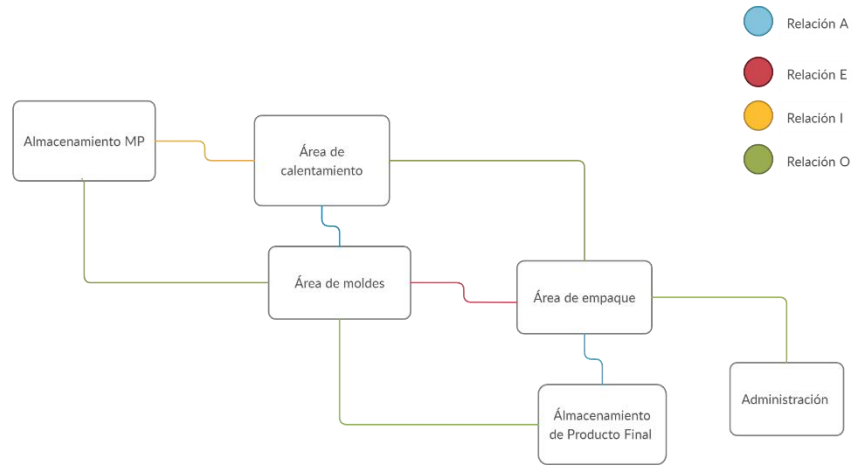 Relación A
Relación E
Relación I
Relación O
Almacenamiento MP
Área de
calentamiento
Área de moldes
Área de empaque
Álmacenamiento
de Producto Final
Administración